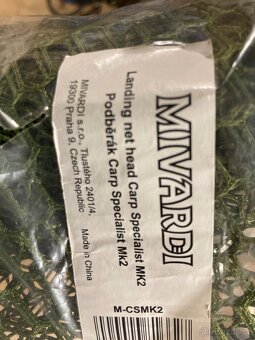 MIVARDI
Landing net head Carp Specialist MK2
Podběrák Carp Specialist Mk2
MIVARDI s.r.o., Tlustého 2401/4,
19300 Praha 9, Czech Republic
Made in China
M-CSMK2